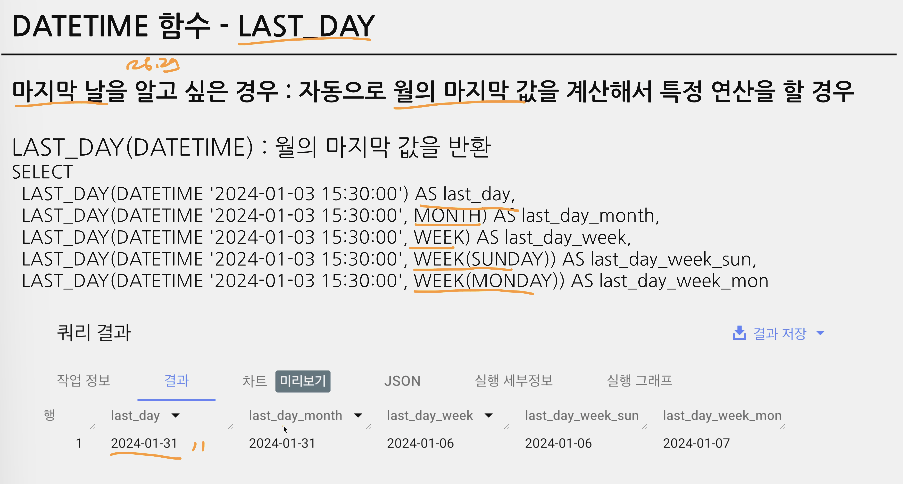 DATETIME 함수 - LAST_DAY
28.29
마지막 날을 알고 싶은 경우 : 자동으로 월의 마지막 값을 계산해서 특정 연산을 할 경우
LAST_DAY(DATETIME) : 월의 마지막 값을 반환
SELECT
LAST_DAY(DATETIME '2024-01-03 15:30:00') AS last_day,
LAST_DAY(DATETIME '2024-01-03 15:30:00', MONTH) AS last_day_month,
LAST_DAY(DATETIME '2024-01-03 15:30:00', WEEK) AS last_day_week,
LAST_DAY(DATETIME '2024-01-03 15:30:00', WEEK(SUNDAY)) AS last_day_week_sun,
LAST_DAY(DATETIME '2024-01-03 15:30:00', WEEK(MONDAY)) AS last_day_week_mon
쿼리 결과 결과 저장
작업 정보 결과 차트 미리보기 JSON 실행 세부정보 실행 그래프
행 last_day last_day_month last_day_week last_day_week_sun last_day_week_mon
1 2024-01-31 2024-01-31 2024-01-06 2024-01-06 2024-01-07